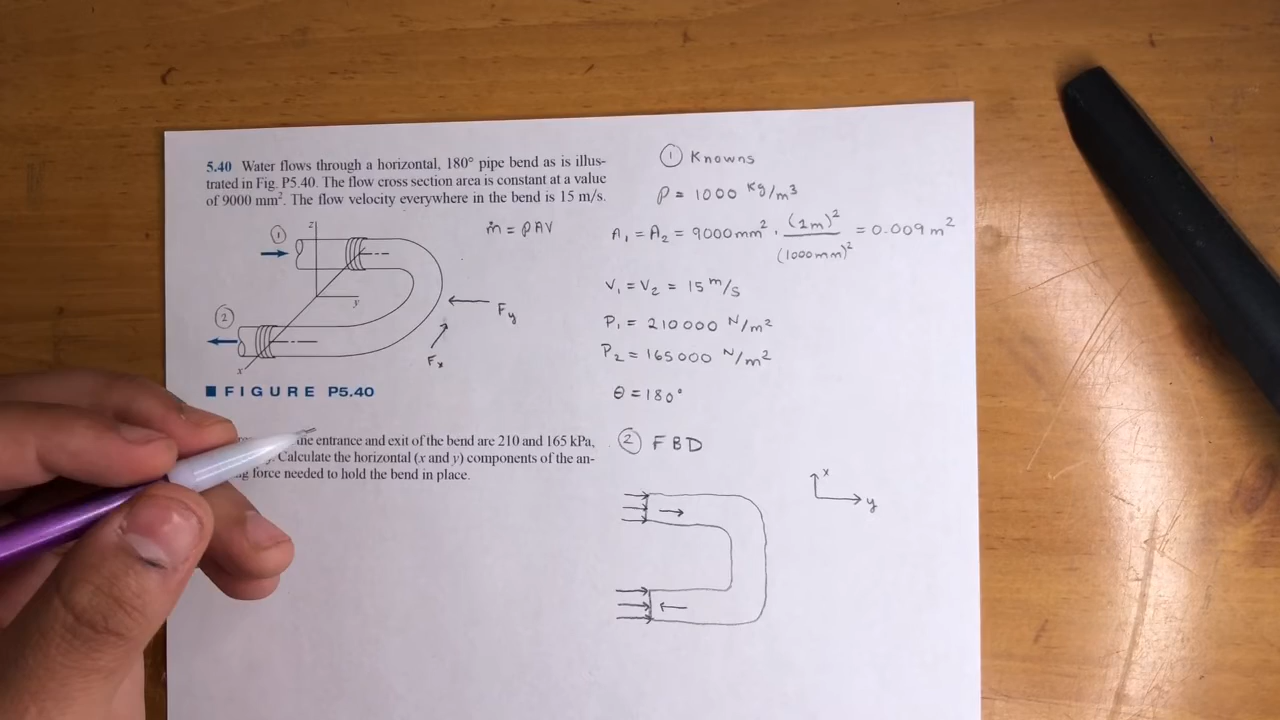 5.40 Water flows through a horizontal, 180° pipe bend as is illus-
trated in Fig. P5.40. The flow cross section area is constant at a value
of 9000 mm². The flow velocity everywhere in the bend is 15 m/s.
ṁ = ρAV
z
1
y
2
x
Fy
Fx
FIGURE P5.40
the entrance and exit of the bend are 210 and 165 kPa,
Calculate the horizontal (x and y) components of the an-
force needed to hold the bend in place.
① Knowns
ρ = 1000 Kg/m³
A₁ = A₂ = 9000mm² · (1m)²/(1000mm)² = 0.009 m²
V₁ = V₂ = 15 m/s
P₁ = 210000 N/m²
P₂ = 165000 N/m²
θ = 180°
② FBD
x
y